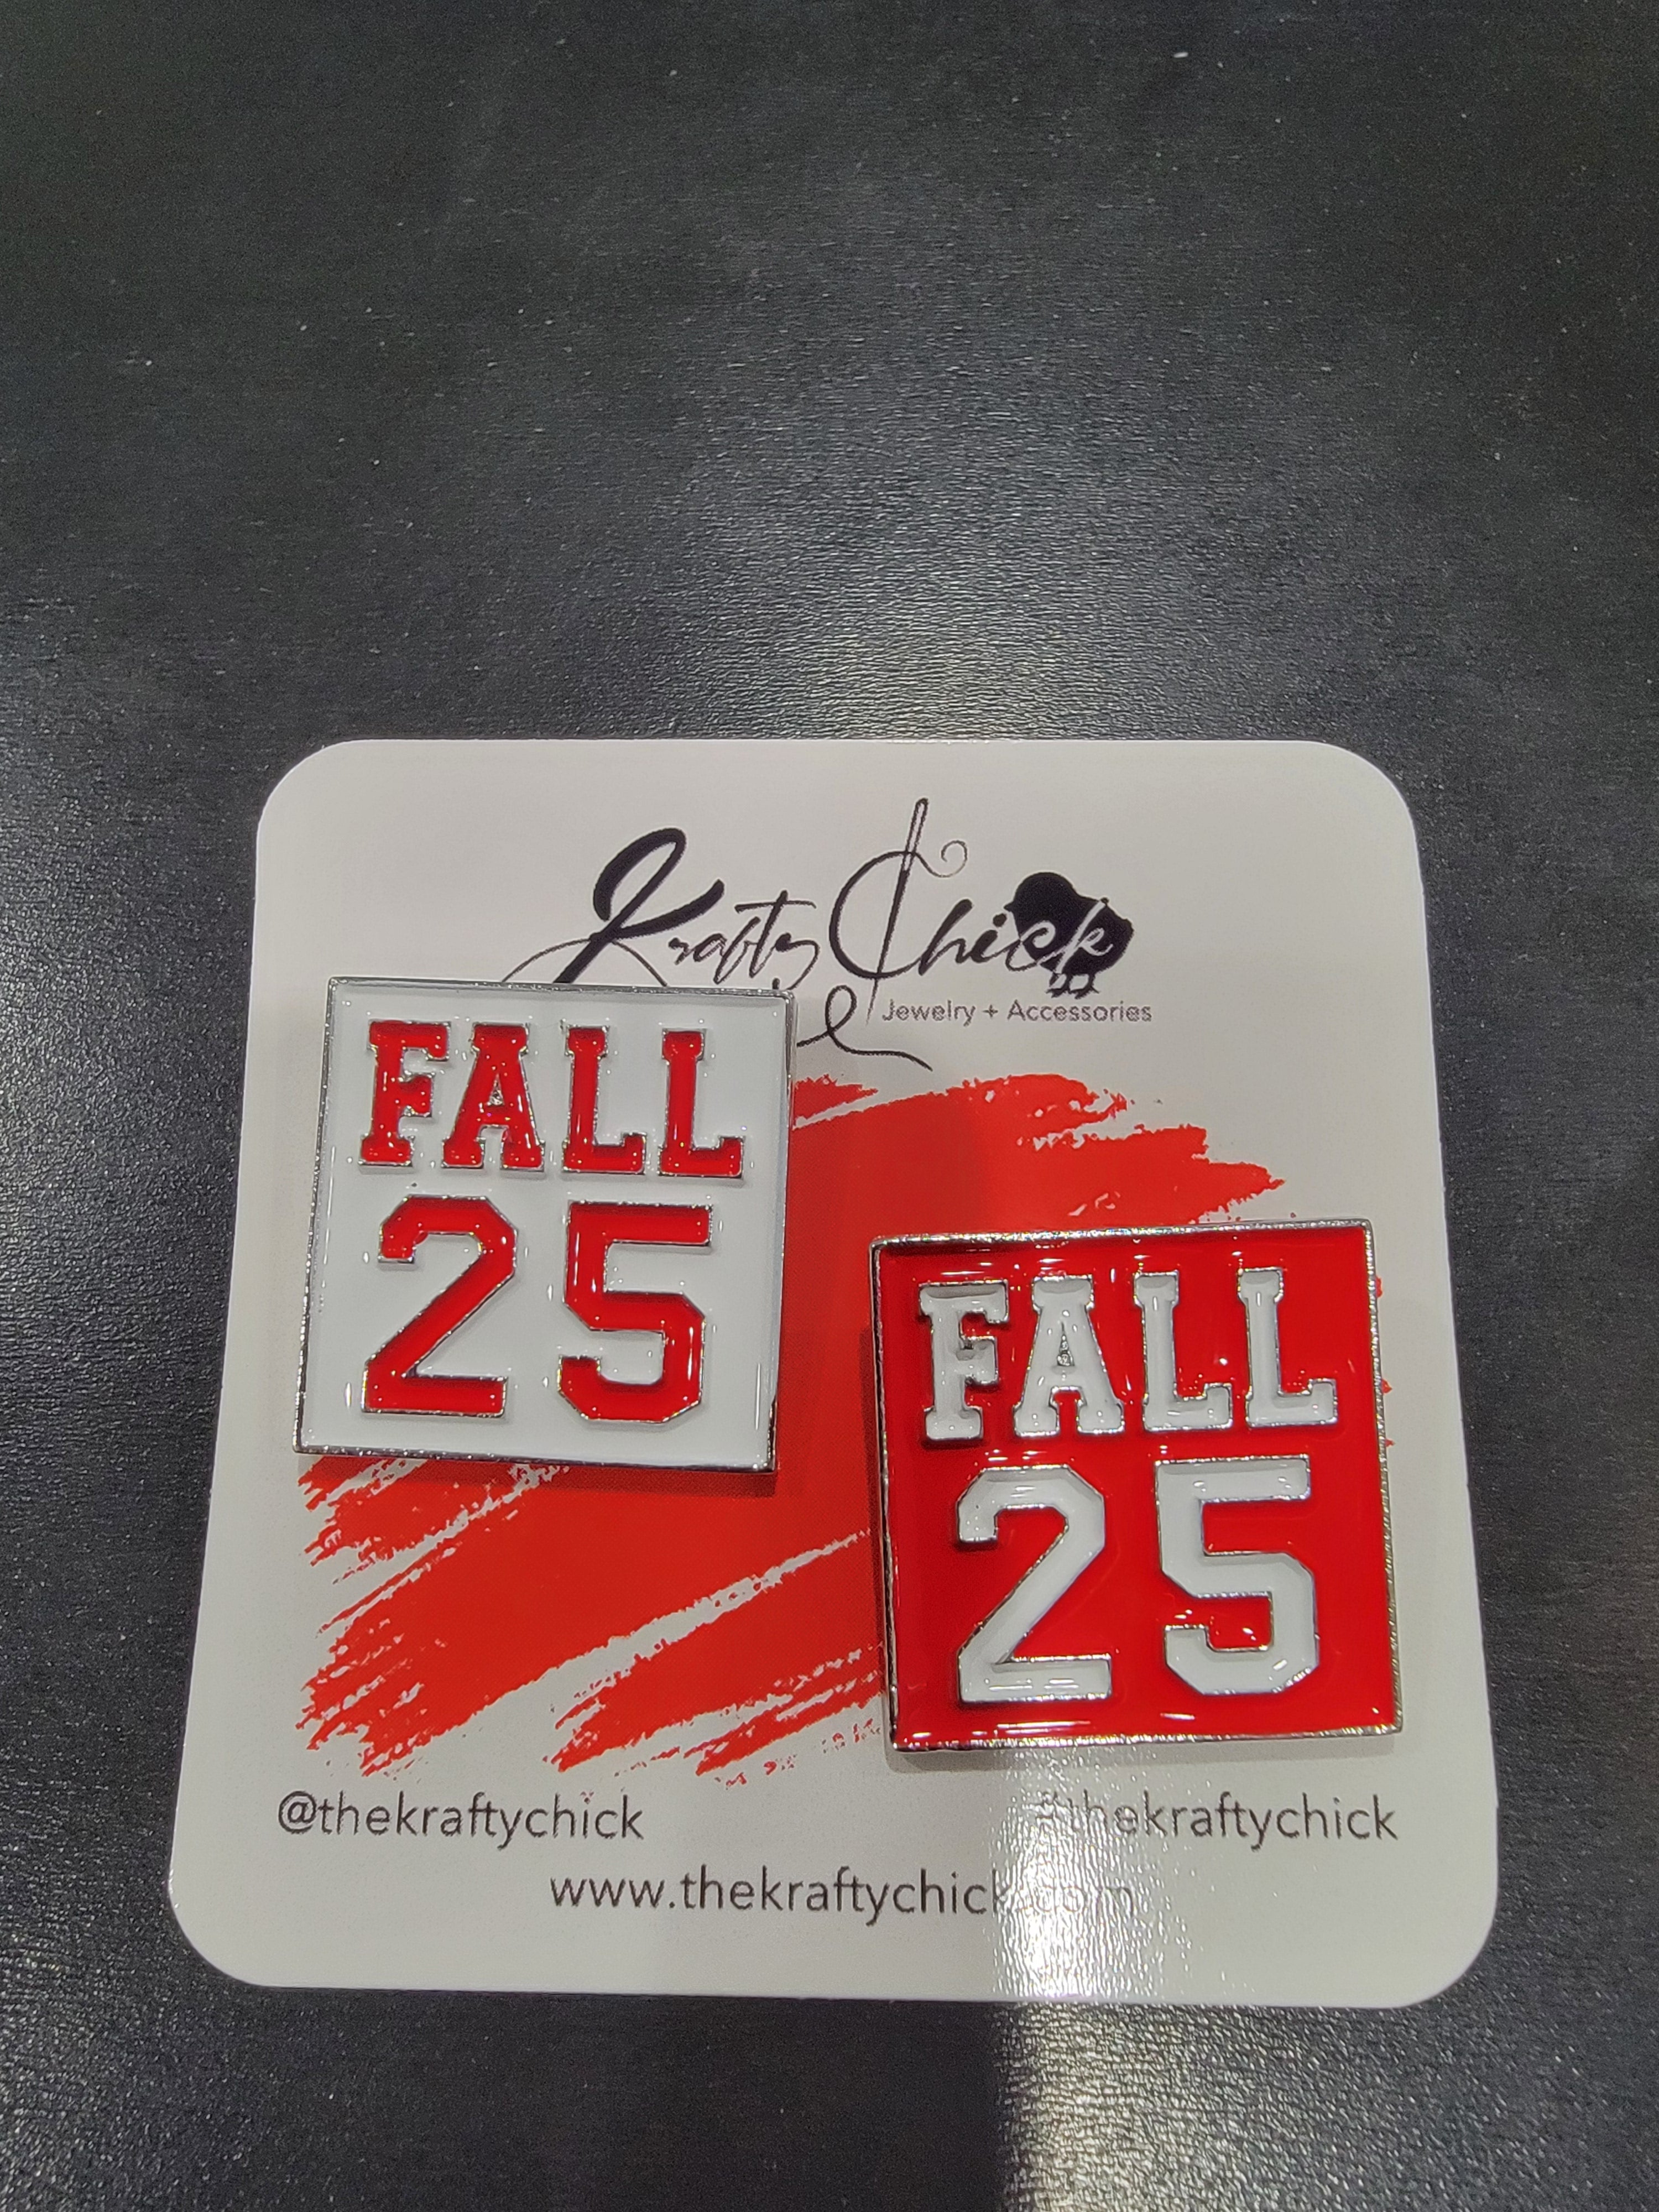 Krafty Chick
Jewelry + Accessories
FALL
25
FALL
25
@thekraftychick
#thekraftychick
www.thekraftychick.com